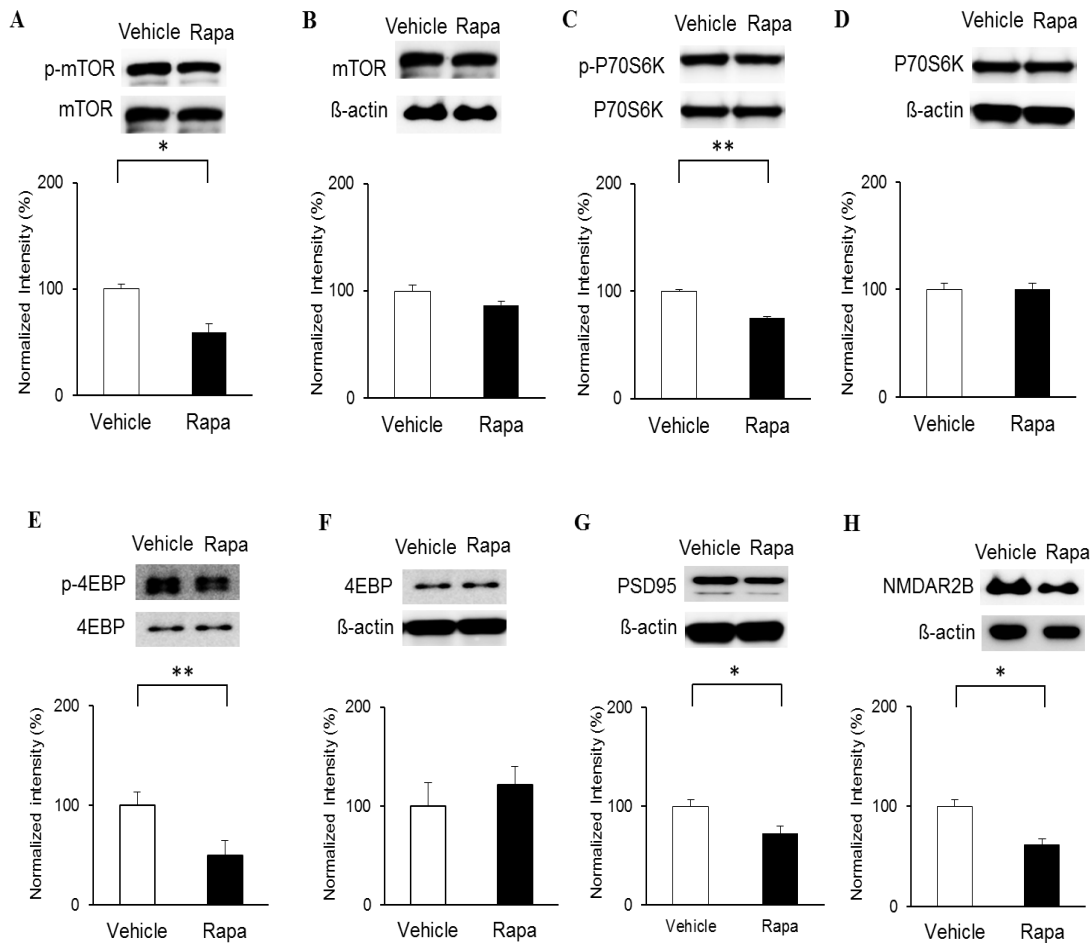 A
Vehicle Rapa
p-mTOR
mTOR
*
Normalized Intensity (%)
200
100
0
Vehicle Rapa
B
Vehicle Rapa
mTOR
ß-actin
Normalized Intensity (%)
200
100
0
Vehicle Rapa
C
Vehicle Rapa
p-P70S6K
P70S6K
**
Normalized Intensity (%)
200
100
0
Vehicle Rapa
D
Vehicle Rapa
P70S6K
ß-actin
Normalized Intensity (%)
200
100
0
Vehicle Rapa
E
Vehicle Rapa
p-4EBP
4EBP
**
Normalized intensity (%)
200
100
0
Vehicle Rapa
F
Vehicle Rapa
4EBP
ß-actin
Normalized Intensity (%)
200
100
0
Vehicle Rapa
G
Vehicle Rapa
PSD95
ß-actin
*
Normalized Intensity (%)
200
100
0
Vehicle Rapa
H
Vehicle Rapa
NMDAR2B
ß-actin
*
Normalized Intensity (%)
200
100
0
Vehicle Rapa